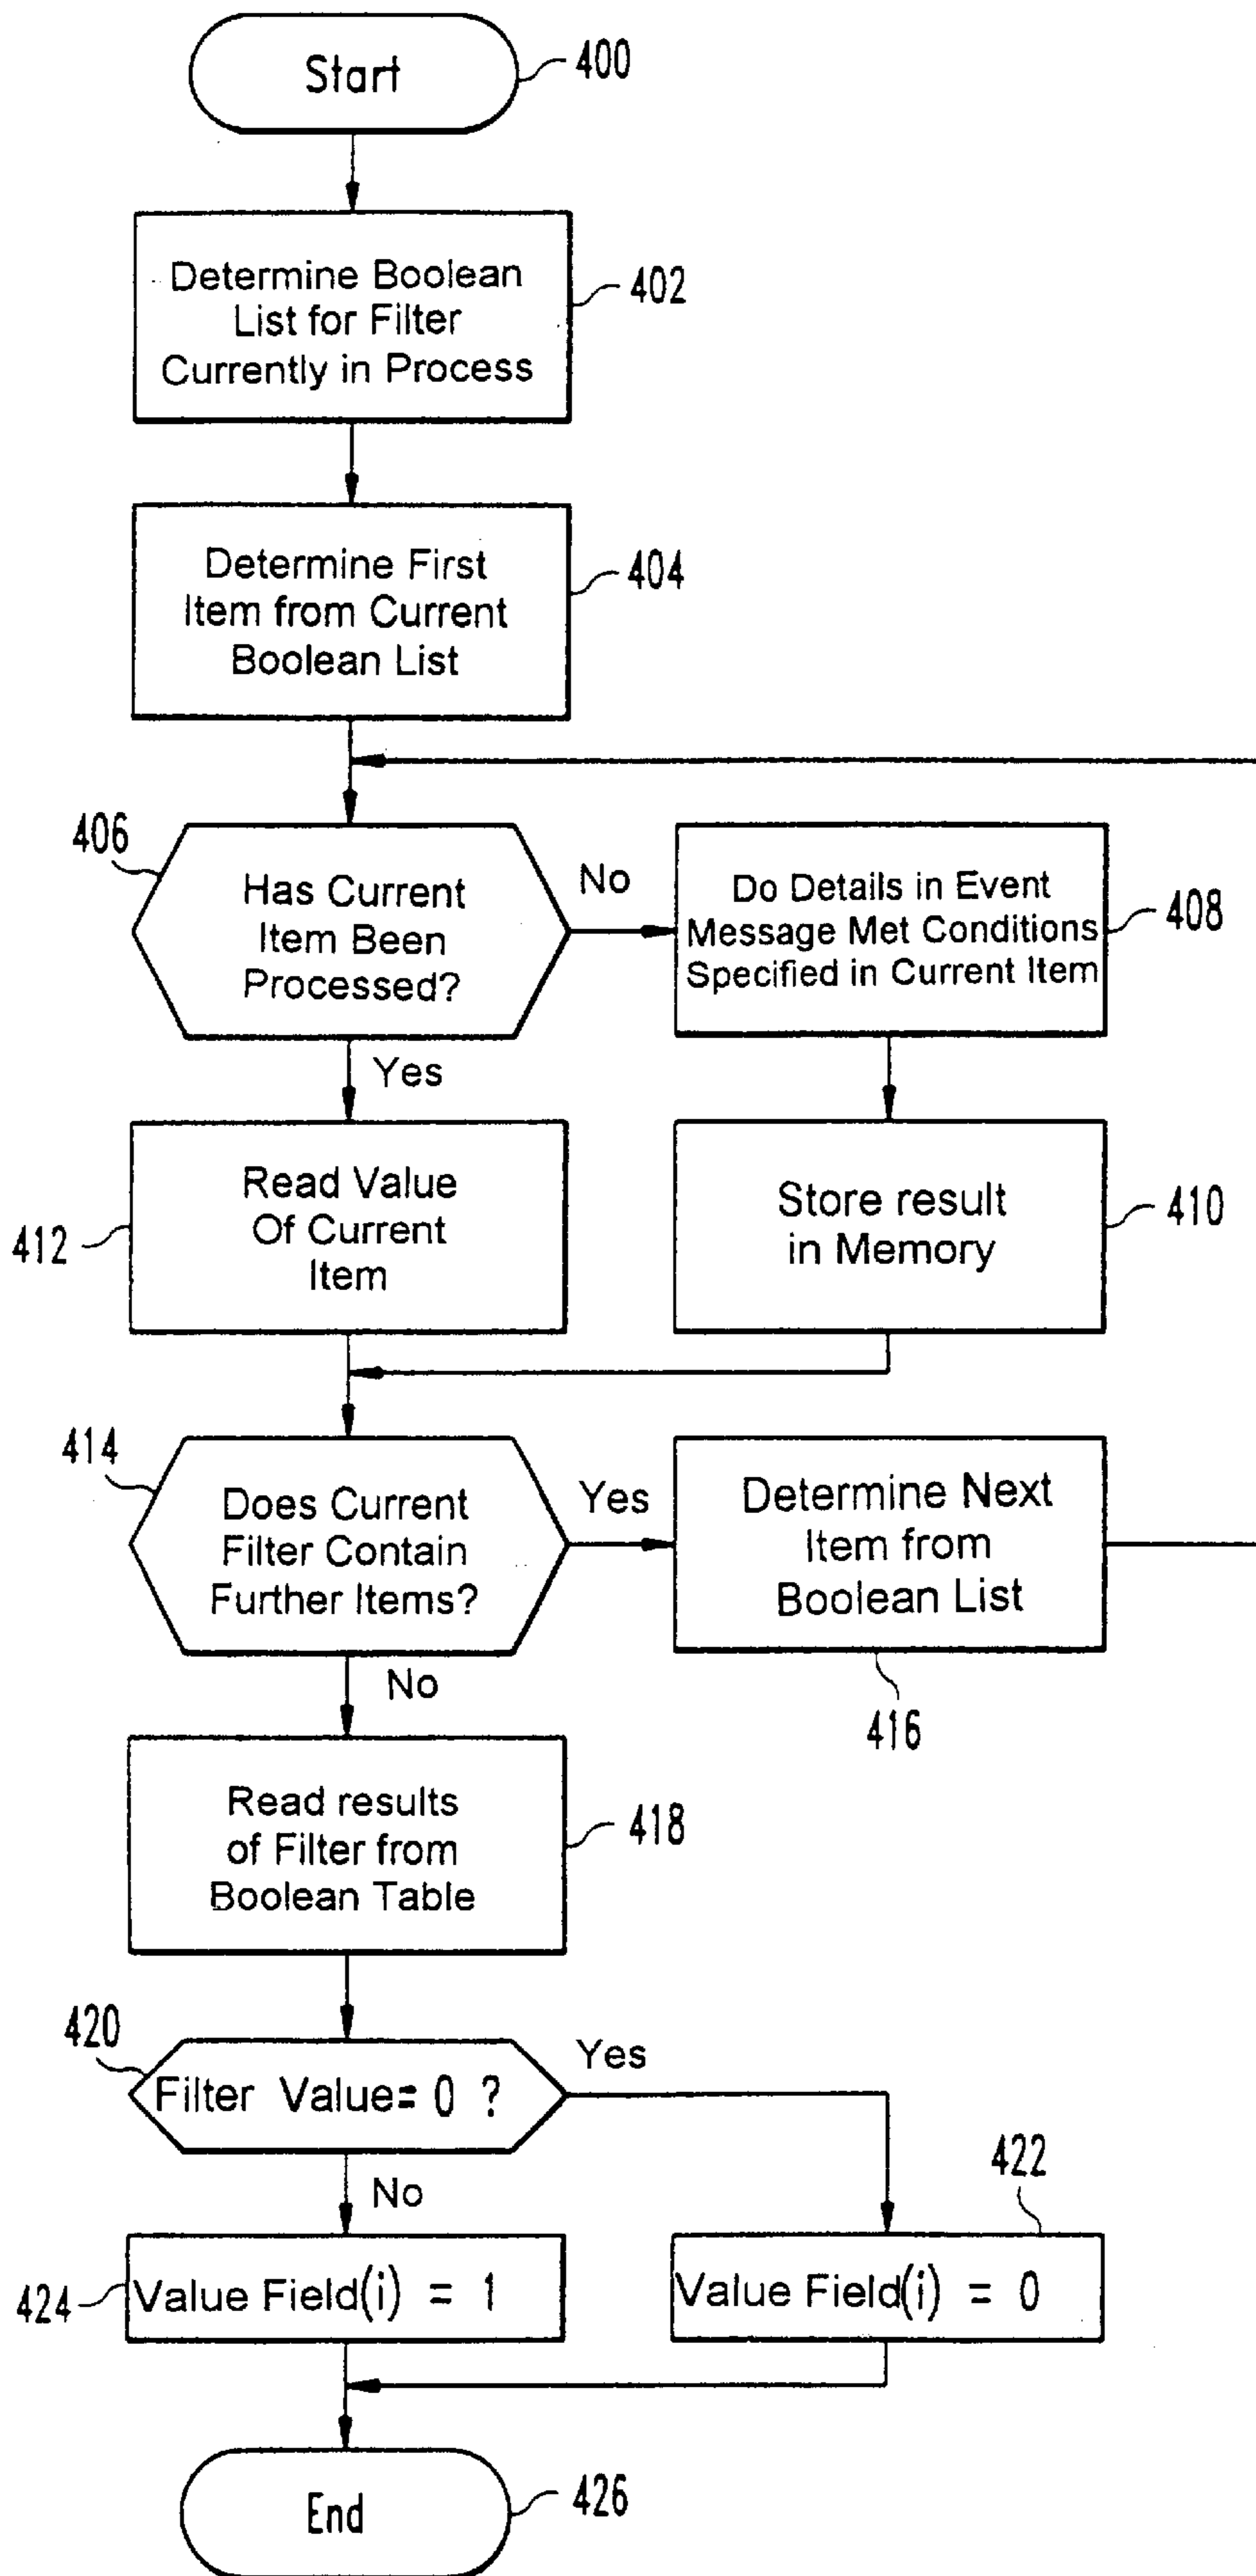 Start
400
Determine Boolean
List for Filter
Currently in Process
402
Determine First
Item from Current
Boolean List
404
406
Has Current
Item Been
Processed?
No
Do Details in Event
Message Met Conditions
Specified in Current Item
408
Yes
Read Value
Of Current
Item
412
Store result
in Memory
410
414
Does Current
Filter Contain
Further Items?
Yes
Determine Next
Item from
Boolean List
416
No
Read results
of Filter from
Boolean Table
418
420
Filter Value= 0 ?
Yes
No
422
424
Value Field(i) = 1
Value Field(i) = 0
End
426